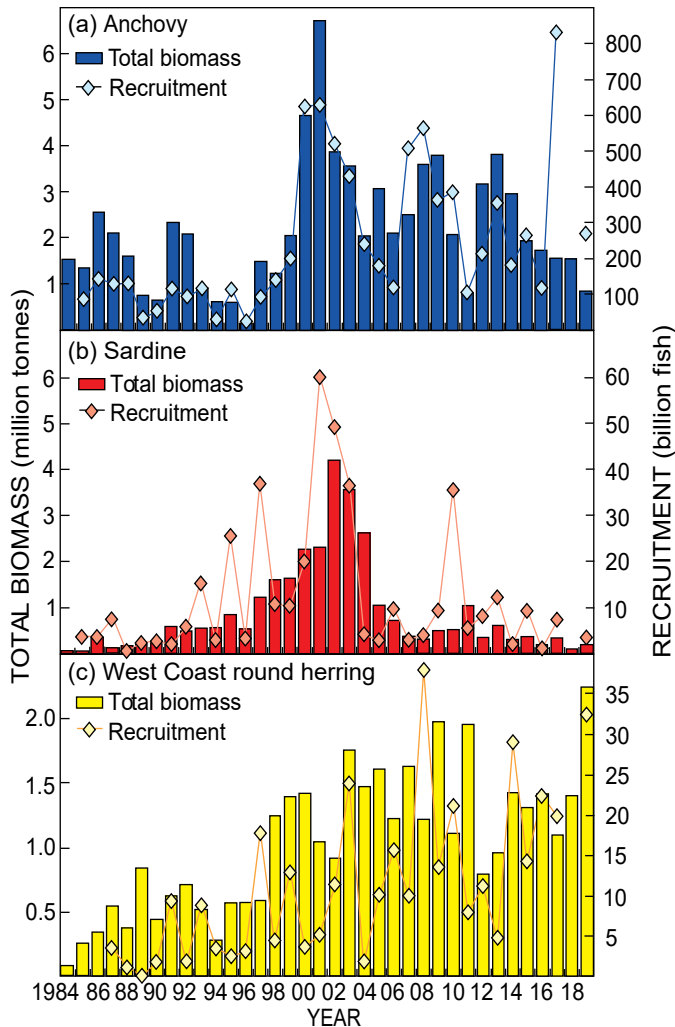 (a) Anchovy
Total biomass
Recruitment
6
5
4
3
2
1
800
700
600
500
400
300
200
100
(b) Sardine
Total biomass
Recruitment
6
5
4
3
2
1
60
50
40
30
20
10
(c) West Coast round herring
Total biomass
Recruitment
2.0
1.5
1.0
0.5
35
30
25
20
15
10
5
TOTAL BIOMASS (million tonnes)
RECRUITMENT (billion fish)
1984 86 88 90 92 94 96 98 00 02 04 06 08 10 12 14 16 18
YEAR